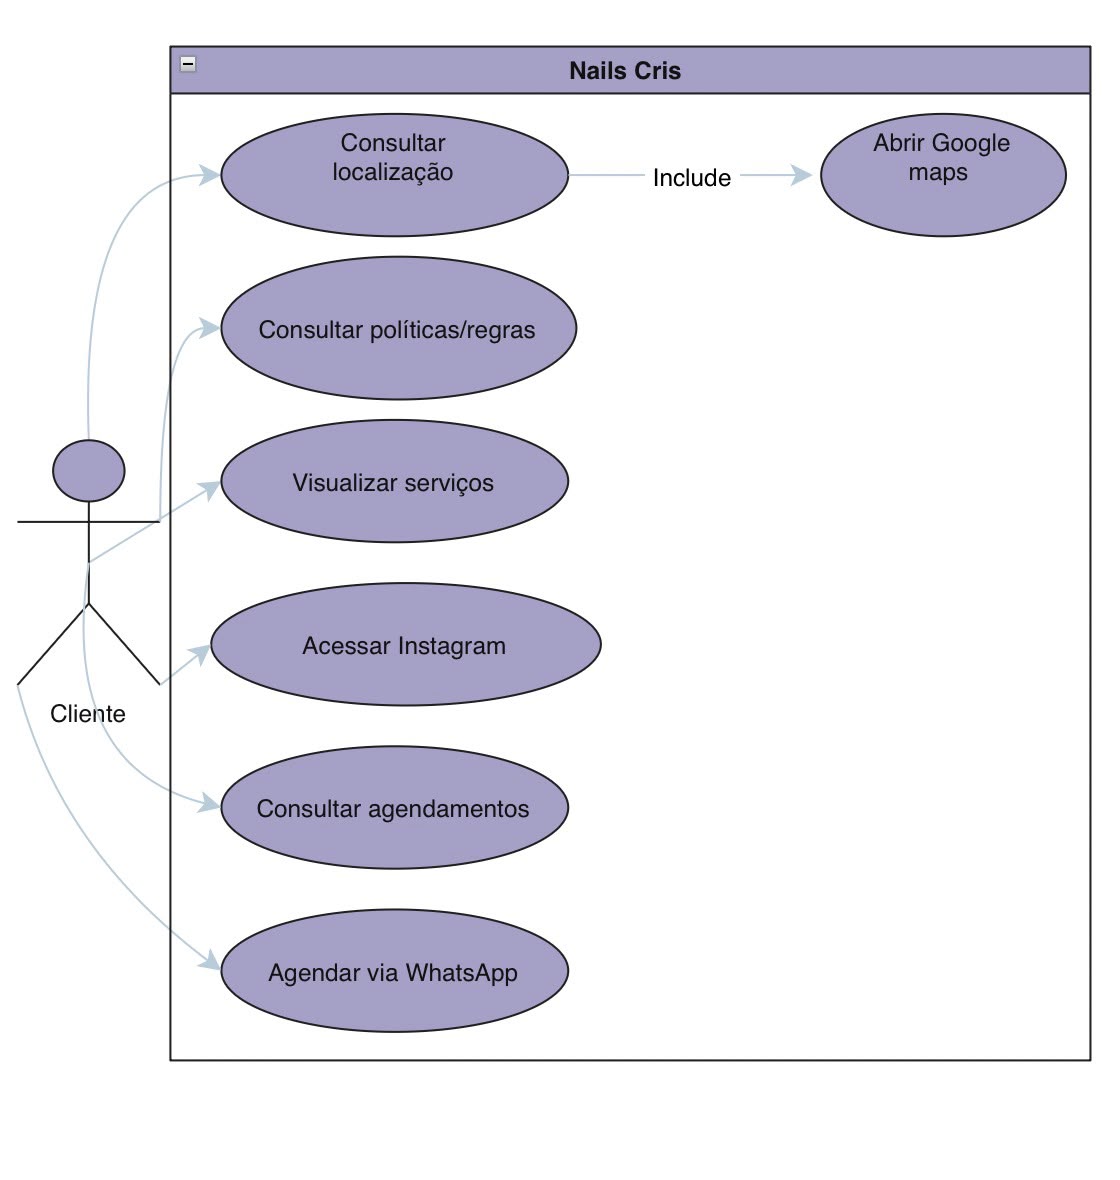 Nails Cris
Consultar
localização
Include
Abrir Google
maps
Consultar políticas/regras
Visualizar serviços
Acessar Instagram
Cliente
Consultar agendamentos
Agendar via WhatsApp